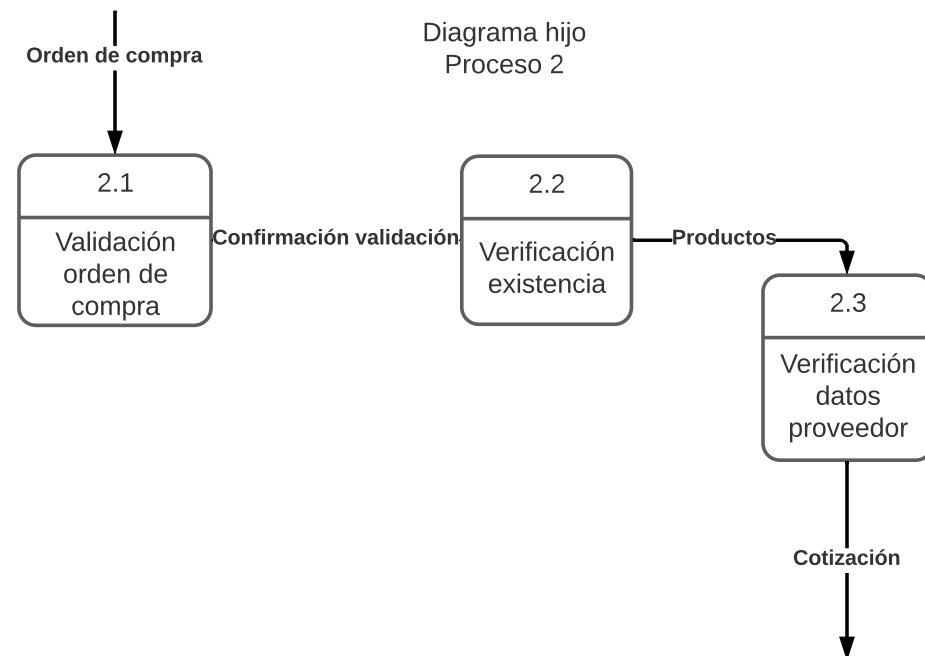 Diagrama hijo
Proceso 2
Orden de compra
2.1
Validación
orden de
compra
Confirmación validación
2.2
Verificación
existencia
Productos
2.3
Verificación
datos
proveedor
Cotización